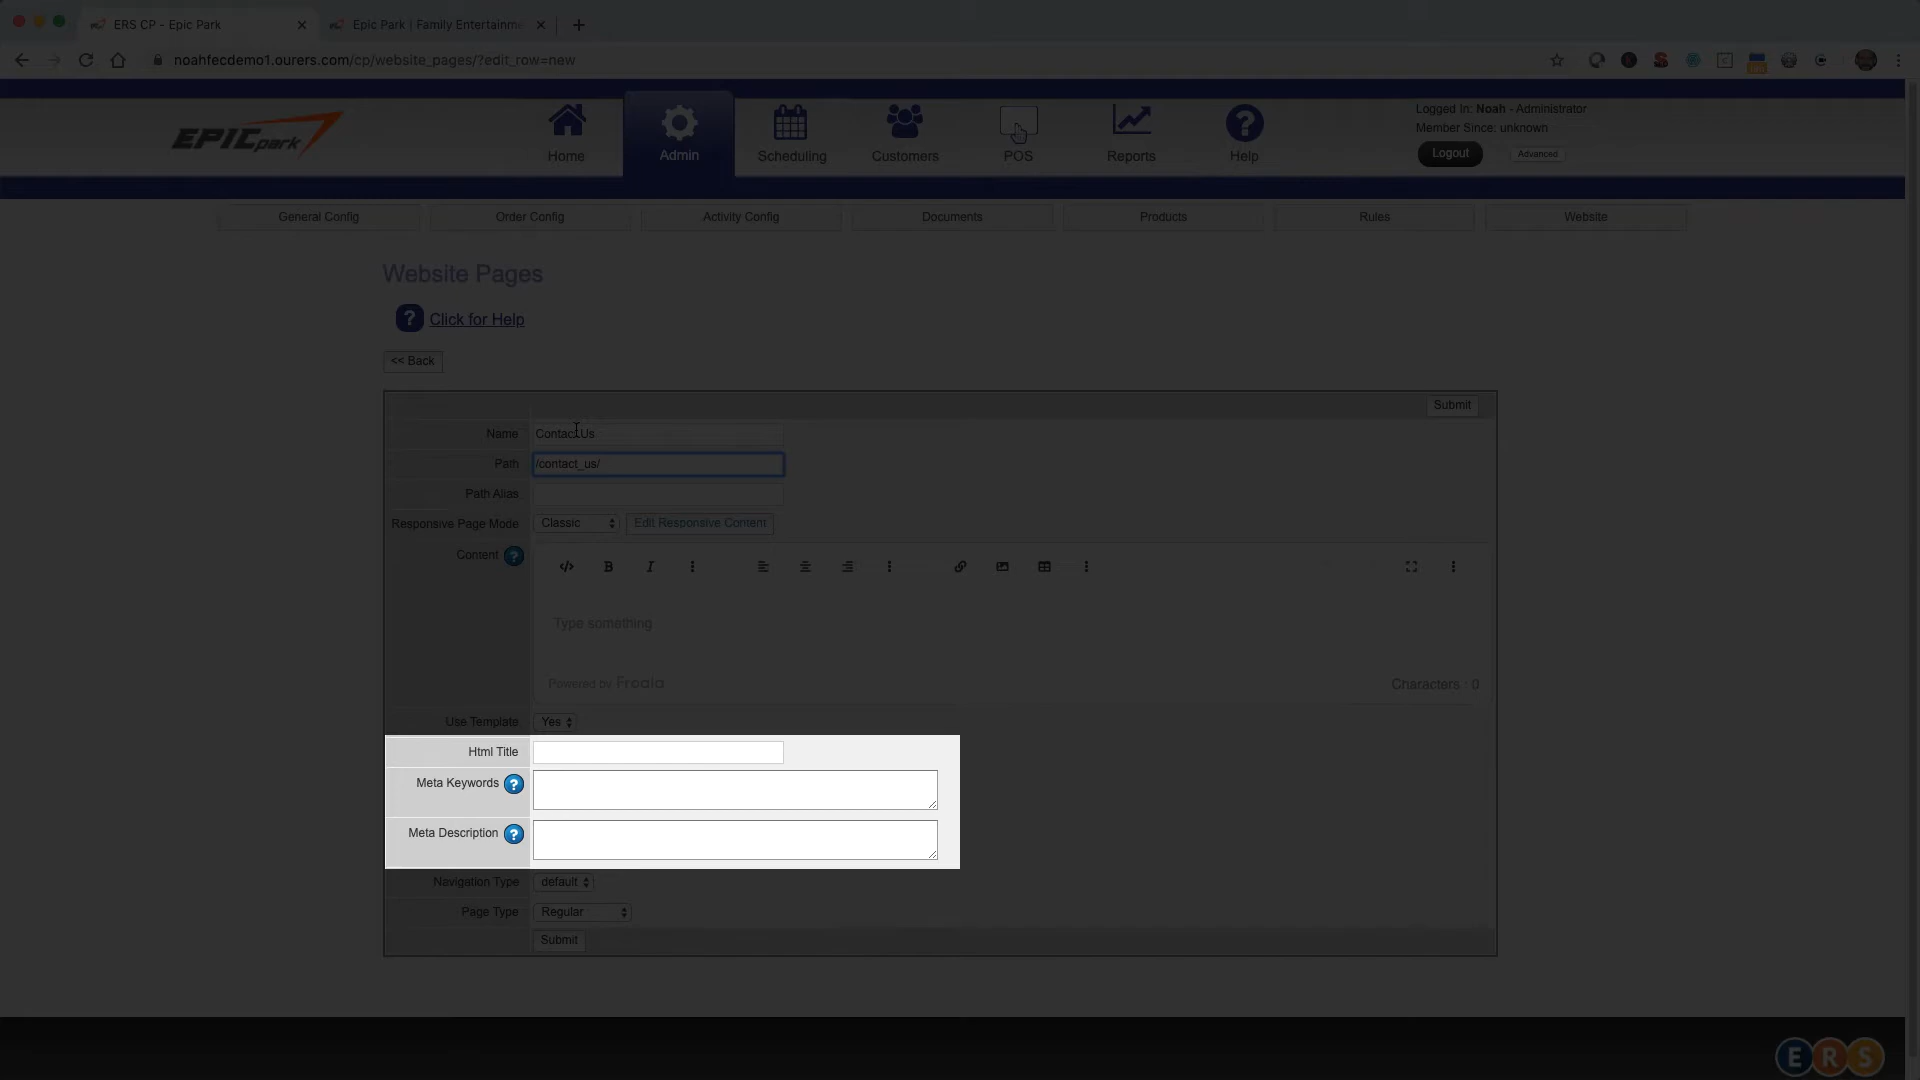 ERS CP - Epic Park
Epic Park | Family Entertainme
noahfecdemo1.ourers.com/cp/website_pages/?edit_row=new
EPIC park
Home
Admin
Scheduling
Customers
POS
Reports
Help
Logged In: Noah - Administrator
Member Since: unknown
Logout
Advanced
General Config
Order Config
Activity Config
Documents
Products
Rules
Website
Website Pages
? Click for Help
<< Back
Submit
Name
Contact Us
Path
/contact_us/
Path Alias
Responsive Page Mode
Classic
Edit Responsive Content
Content ?
B
I
Type something
Powered by Froala
Characters : 0
Use Template
Yes
Html Title
Meta Keywords ?
Meta Description ?
Navigation Type
default
Page Type
Regular
Submit
ERS